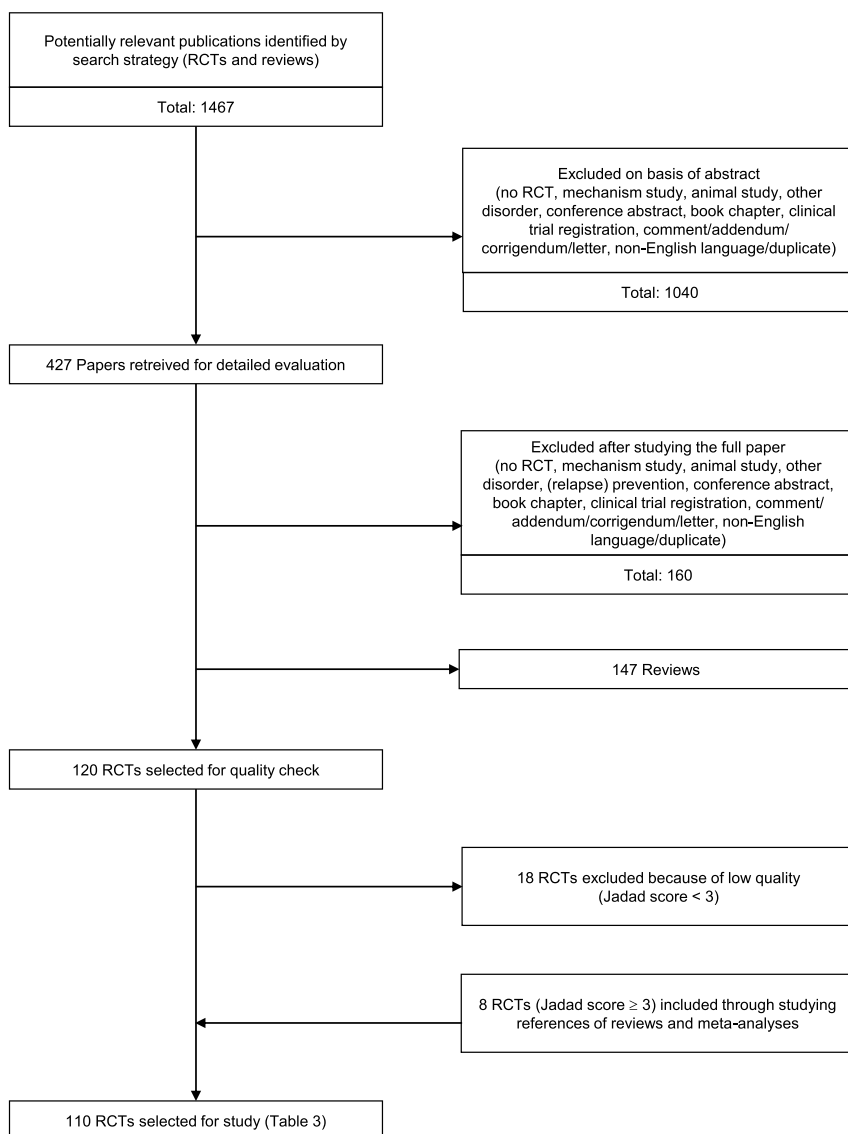 Potentially relevant publications identified by
search strategy (RCTs and reviews)
Total: 1467
Excluded on basis of abstract
(no RCT, mechanism study, animal study, other
disorder, conference abstract, book chapter, clinical
trial registration, comment/addendum/
corrigendum/letter, non-English language/duplicate)
Total: 1040
427 Papers retreived for detailed evaluation
Excluded after studying the full paper
(no RCT, mechanism study, animal study, other
disorder, (relapse) prevention, conference abstract,
book chapter, clinical trial registration, comment/
addendum/corrigendum/letter, non-English
language/duplicate)
Total: 160
147 Reviews
120 RCTs selected for quality check
18 RCTs excluded because of low quality
(Jadad score < 3)
8 RCTs (Jadad score ≥ 3) included through studying
references of reviews and meta-analyses
110 RCTs selected for study (Table 3)